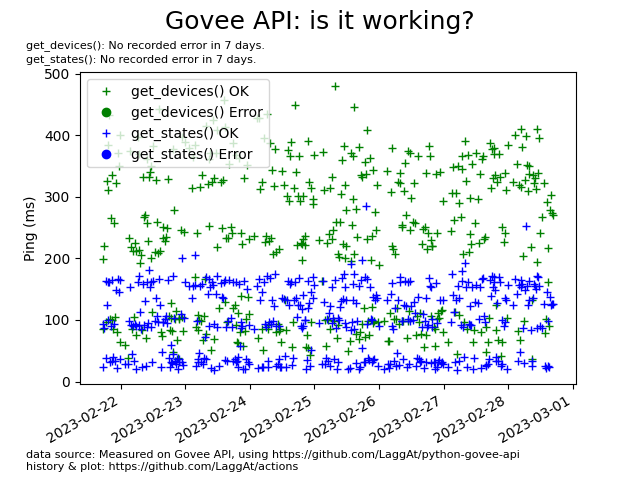 Govee API: is it working?
get_devices(): No recorded error in 7 days.
get_states(): No recorded error in 7 days.
get_devices() OK
get_devices() Error
get_states() OK
get_states() Error
Ping (ms)
500
400
300
200
100
0
2023-02-22
2023-02-23
2023-02-24
2023-02-25
2023-02-26
2023-02-27
2023-02-28
2023-03-01
data source: Measured on Govee API, using https://github.com/LaggAt/python-govee-api
history & plot: https://github.com/LaggAt/actions